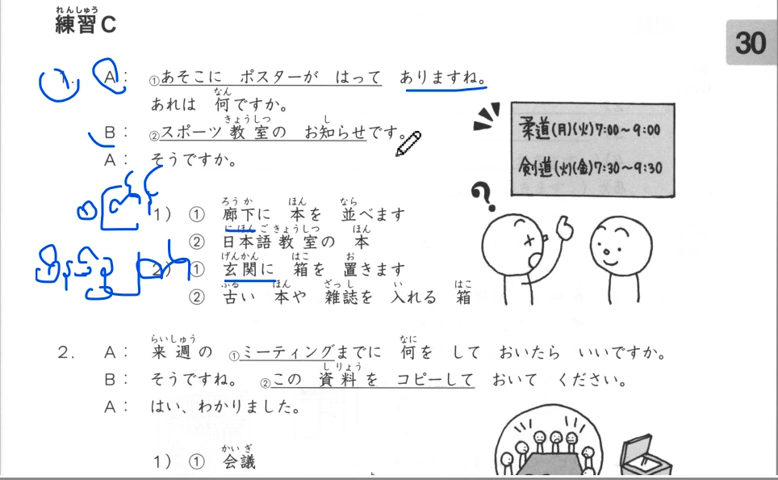 練習C
30
1. A： ①あそこに ポスターが はって ありますね。
あれは 何ですか。
B： ②スポーツ教室の お知らせです。
A： そうですか。
1) ① 廊下に 本を 並べます
② 日本語教室の 本
2) ① 玄関に 箱を 置きます
② 古い 本や 雑誌を 入れる 箱
柔道(月)(火)7:00～9:00
剣道(火)(金)7:30～9:30
?
2. A： 来週の ①ミーティングまでに 何を して おいたら いいですか。
B： そうですね。 ②この 資料を コピーして おいて ください。
A： はい、わかりました。
1) ① 会議